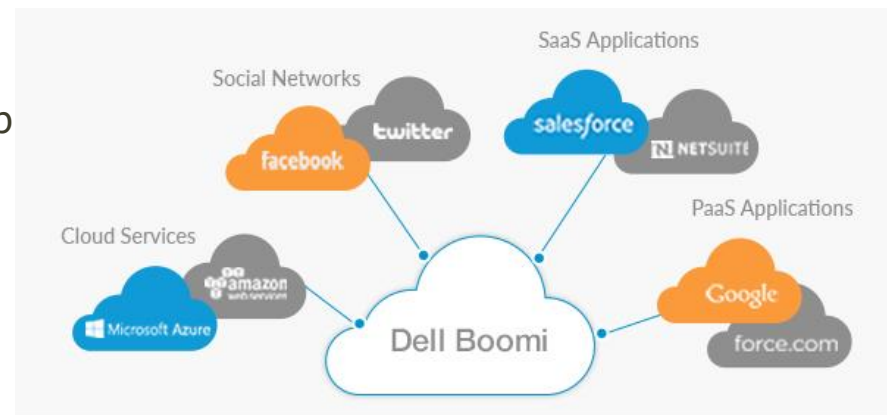 SaaS Applications
Social Networks
twitter
salesforce
facebook
NETSUITE
PaaS Applications
Cloud Services
amazon
web services
Google
Microsoft Azure
Dell Boomi
force.com